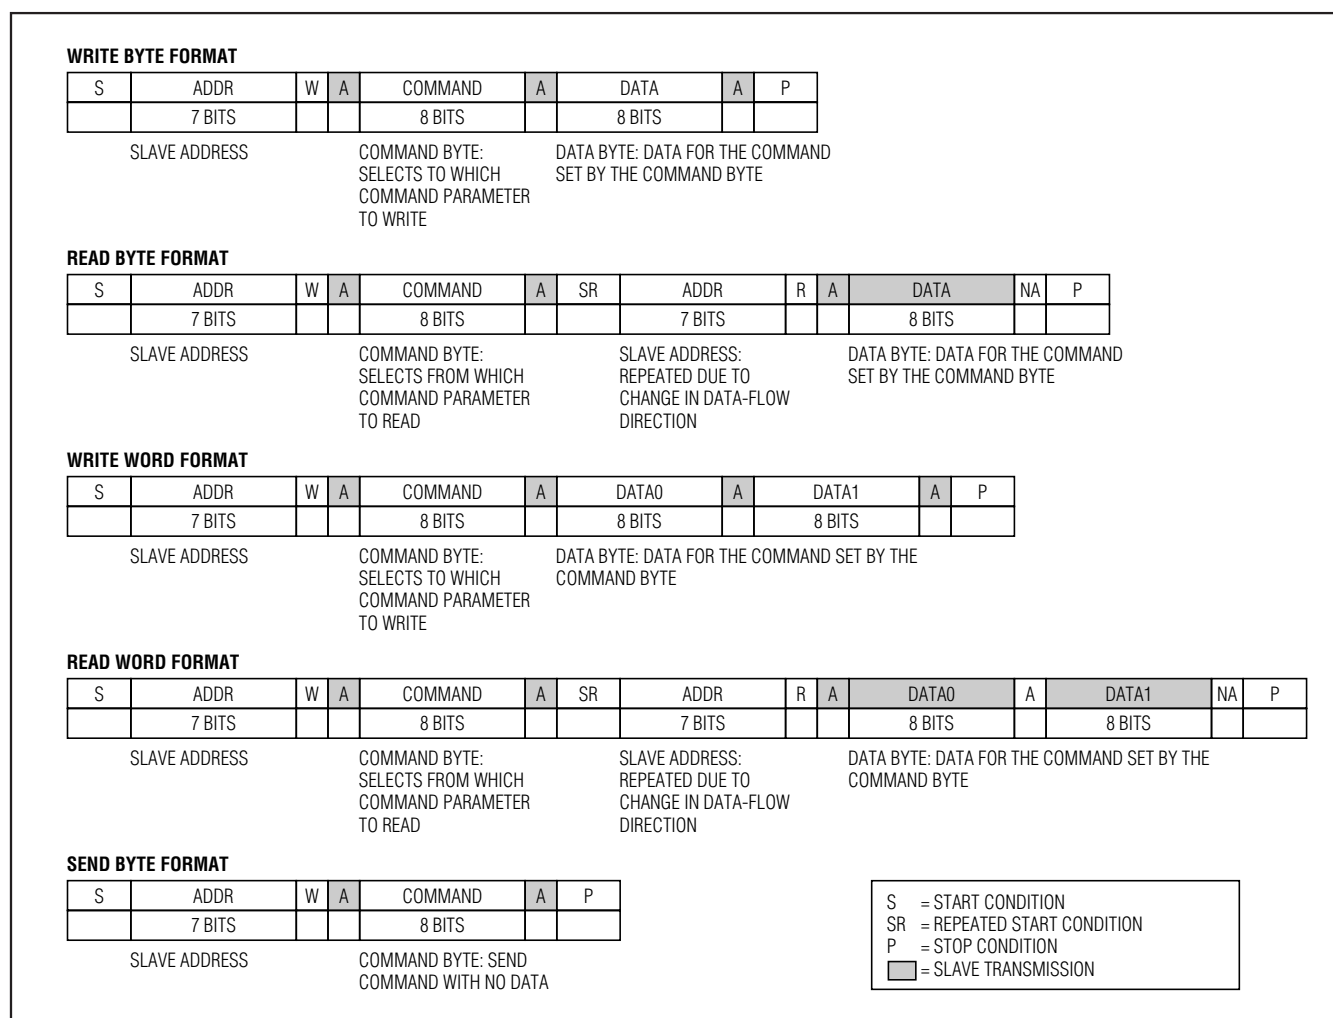 WRITE BYTE FORMAT
S ADDR W A COMMAND A DATA A P
7 BITS 8 BITS 8 BITS
SLAVE ADDRESS COMMAND BYTE: DATA BYTE: DATA FOR THE COMMAND
SELECTS TO WHICH SET BY THE COMMAND BYTE
COMMAND PARAMETER
TO WRITE
READ BYTE FORMAT
S ADDR W A COMMAND A SR ADDR R A DATA NA P
7 BITS 8 BITS 7 BITS 8 BITS
SLAVE ADDRESS COMMAND BYTE: SLAVE ADDRESS: DATA BYTE: DATA FOR THE COMMAND
SELECTS FROM WHICH REPEATED DUE TO SET BY THE COMMAND BYTE
COMMAND PARAMETER CHANGE IN DATA-FLOW
TO READ DIRECTION
WRITE WORD FORMAT
S ADDR W A COMMAND A DATA0 A DATA1 A P
7 BITS 8 BITS 8 BITS 8 BITS
SLAVE ADDRESS COMMAND BYTE: DATA BYTE: DATA FOR THE COMMAND SET BY THE
SELECTS TO WHICH COMMAND BYTE
COMMAND PARAMETER
TO WRITE
READ WORD FORMAT
S ADDR W A COMMAND A SR ADDR R A DATA0 A DATA1 NA P
7 BITS 8 BITS 7 BITS 8 BITS 8 BITS
SLAVE ADDRESS COMMAND BYTE: SLAVE ADDRESS: DATA BYTE: DATA FOR THE COMMAND SET BY THE
SELECTS FROM WHICH REPEATED DUE TO COMMAND BYTE
COMMAND PARAMETER CHANGE IN DATA-FLOW
TO READ DIRECTION
SEND BYTE FORMAT
S ADDR W A COMMAND A P
7 BITS 8 BITS
SLAVE ADDRESS COMMAND BYTE: SEND
COMMAND WITH NO DATA
S = START CONDITION
SR = REPEATED START CONDITION
P = STOP CONDITION
= SLAVE TRANSMISSION